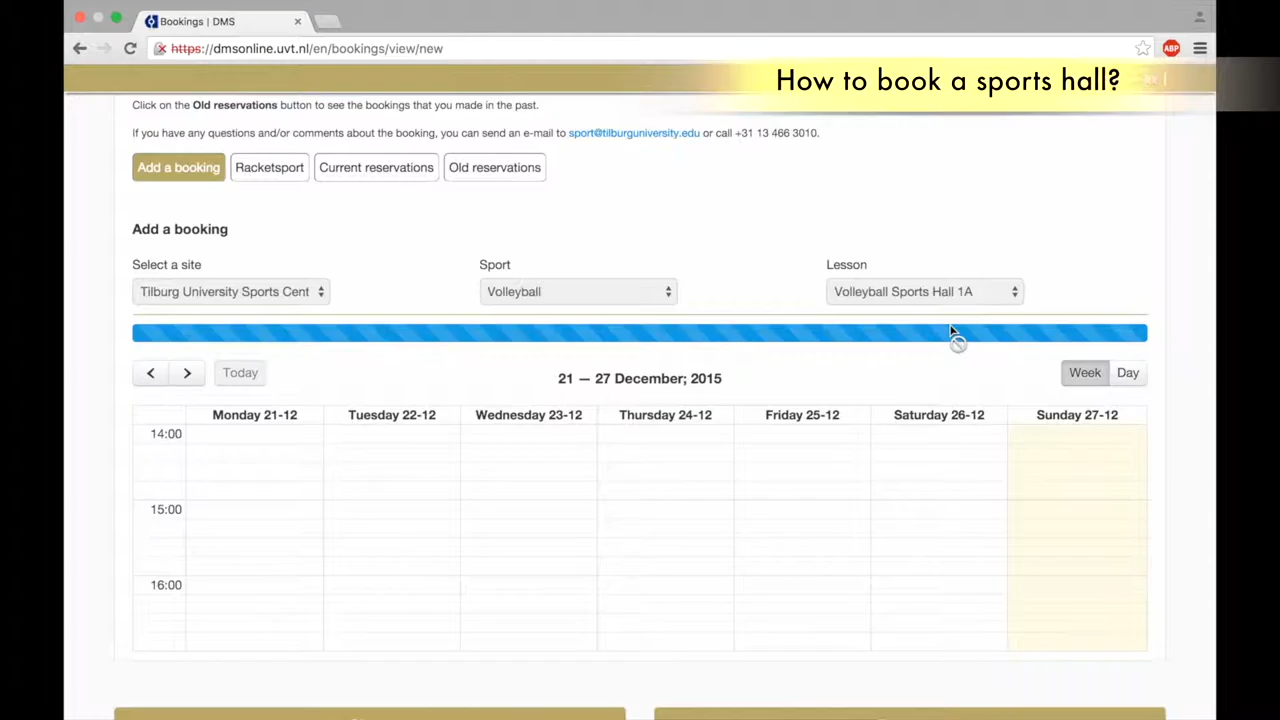 Bookings | DMS
https://dmsonline.uvt.nl/en/bookings/view/new
ABP
How to book a sports hall?
Click on the Old reservations button to see the bookings that you made in the past.
If you have any questions and/or comments about the booking, you can send an e-mail to sport@tilburguniversity.edu or call +31 13 466 3010.
Add a booking Racketsport Current reservations Old reservations
Add a booking
Select a site Sport Lesson
Tilburg University Sports Cent Volleyball Volleyball Sports Hall 1A
Today 21 — 27 December; 2015 Week Day
Monday 21-12 Tuesday 22-12 Wednesday 23-12 Thursday 24-12 Friday 25-12 Saturday 26-12 Sunday 27-12
14:00
15:00
16:00